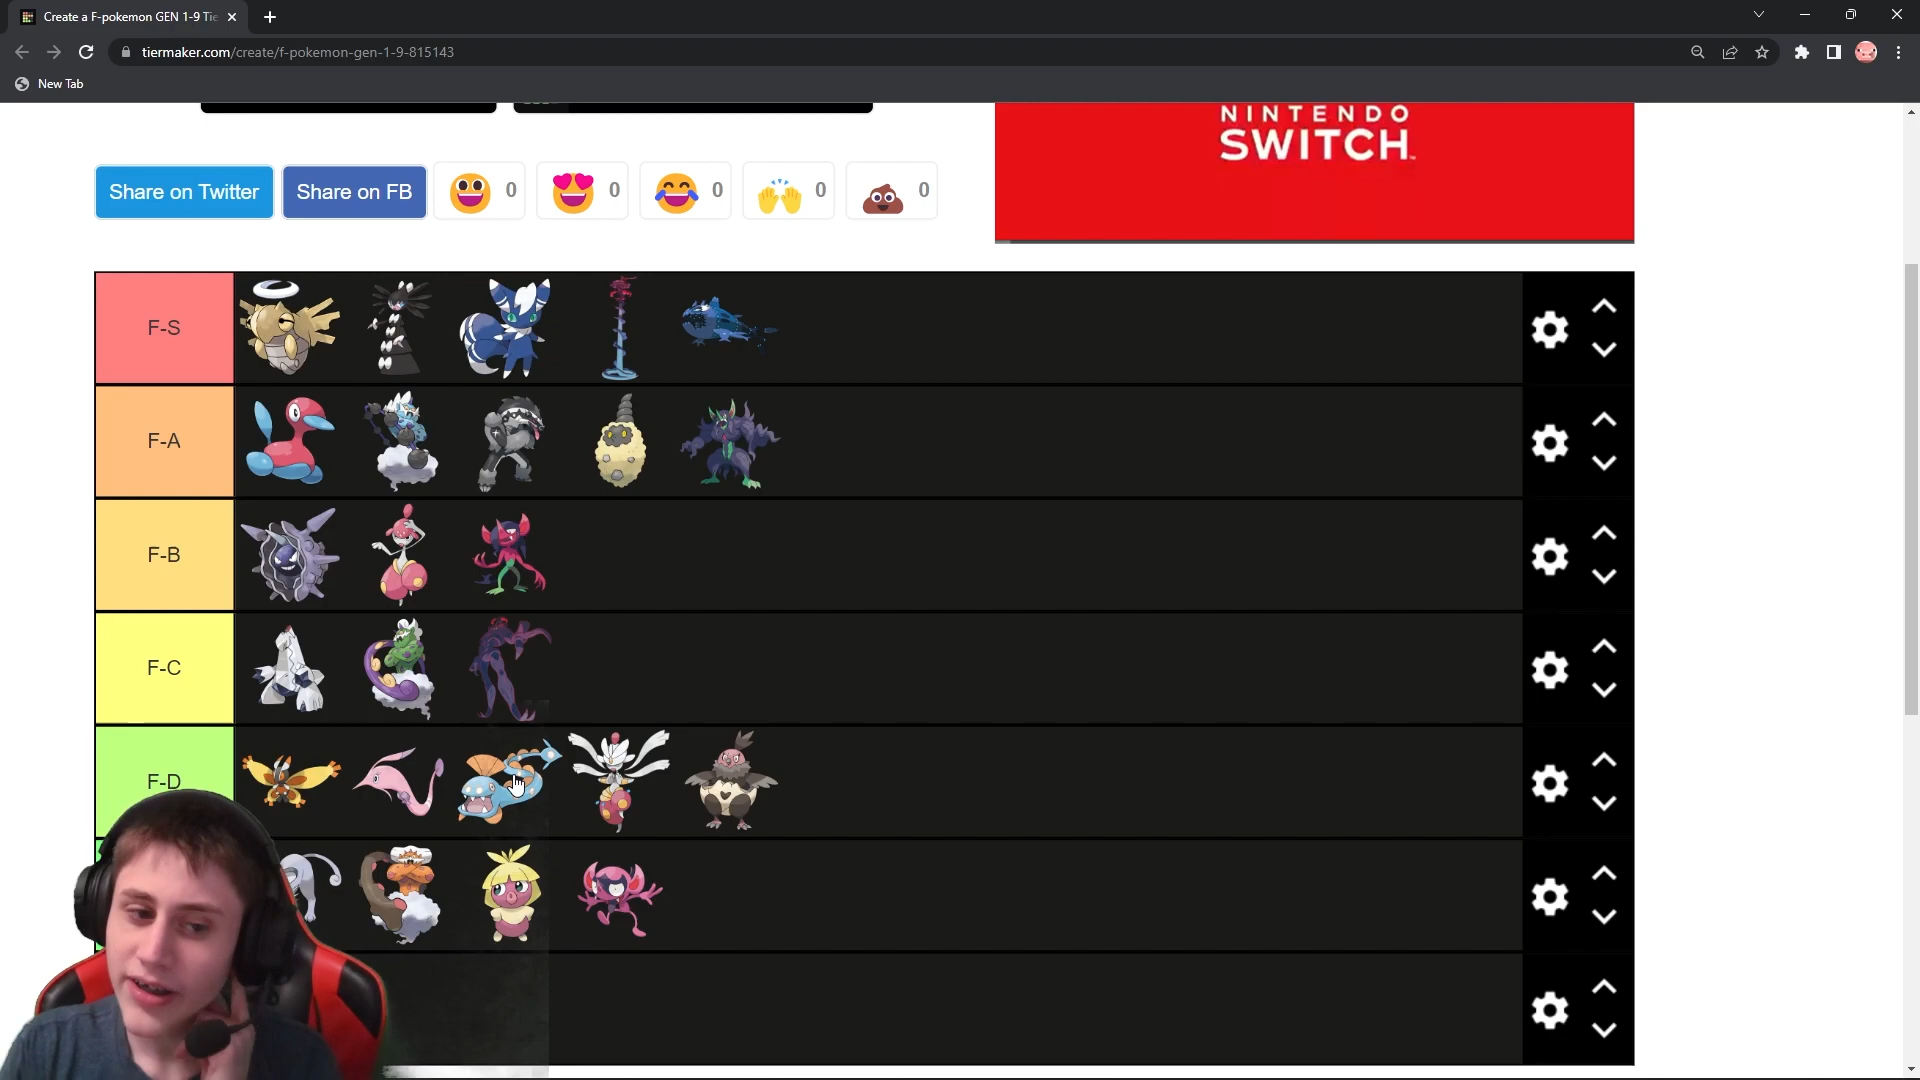 Create a F-pokemon GEN 1-9 Tie
tiermaker.com/create/f-pokemon-gen-1-9-815143
New Tab
NINTENDO
SWITCH
Share on Twitter
Share on FB
0
0
0
0
0
F-S
F-A
F-B
F-C
F-D